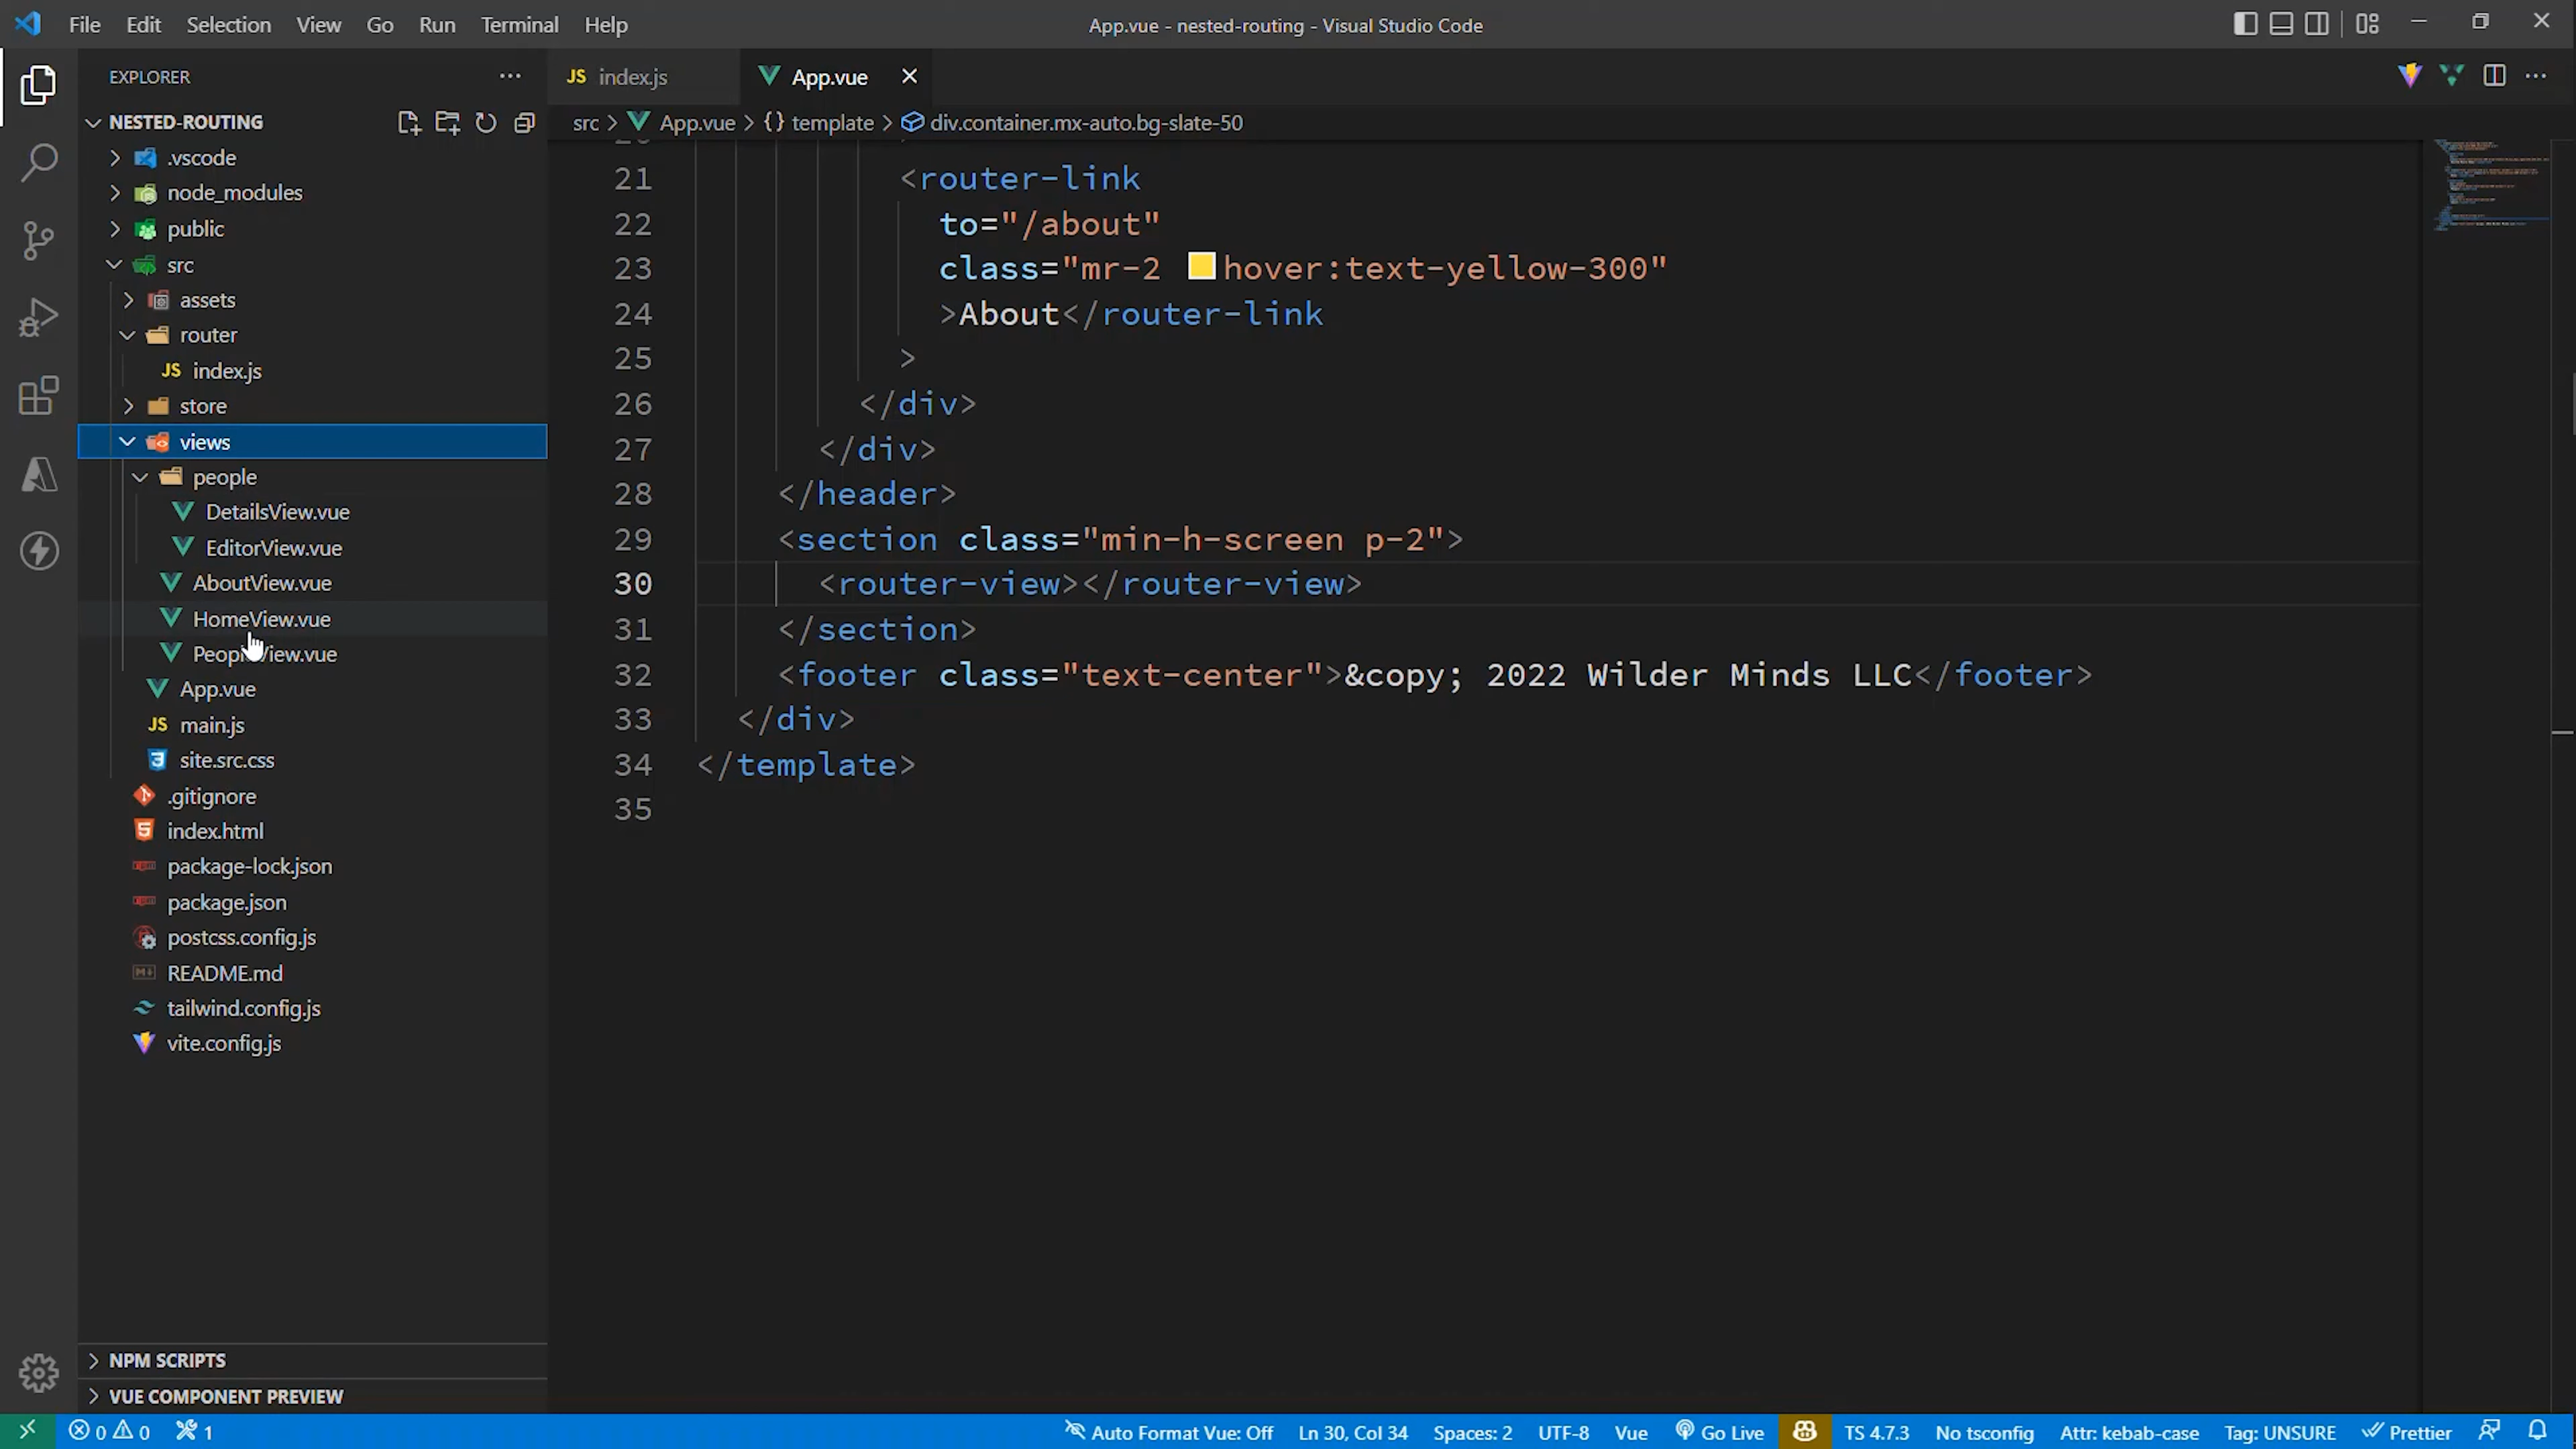 File Edit Selection View Go Run Terminal Help
App.vue - nested-routing - Visual Studio Code
EXPLORER
NESTED-ROUTING
.vscode
node_modules
public
src
assets
router
JS index.js
store
views
people
DetailsView.vue
EditorView.vue
AboutView.vue
HomeView.vue
App.vue
JS main.js
site.src.css
.gitignore
index.html
package-lock.json
package.json
postcss.config.js
README.md
tailwind.config.js
vite.config.js
NPM SCRIPTS
VUE COMPONENT PREVIEW
JS index.js
App.vue
src > App.vue > {} template > div.container.mx-auto.bg-slate-50
21 <router-link
22 to="/about"
23 class="mr-2 hover:text-yellow-300"
24 >About</router-link
25 >
26 </div>
27 </div>
28 </header>
29 <section class="min-h-screen p-2">
30 <router-view></router-view>
31 </section>
32 <footer class="text-center">&copy; 2022 Wilder Minds LLC</footer>
33 </div>
34 </template>
35
0 0 1 Auto Format Vue: Off Ln 30, Col 34 Spaces: 2 UTF-8 Vue Go Live TS 4.7.3 No tsconfig Attr: kebab-case Tag: UNSURE Prettier